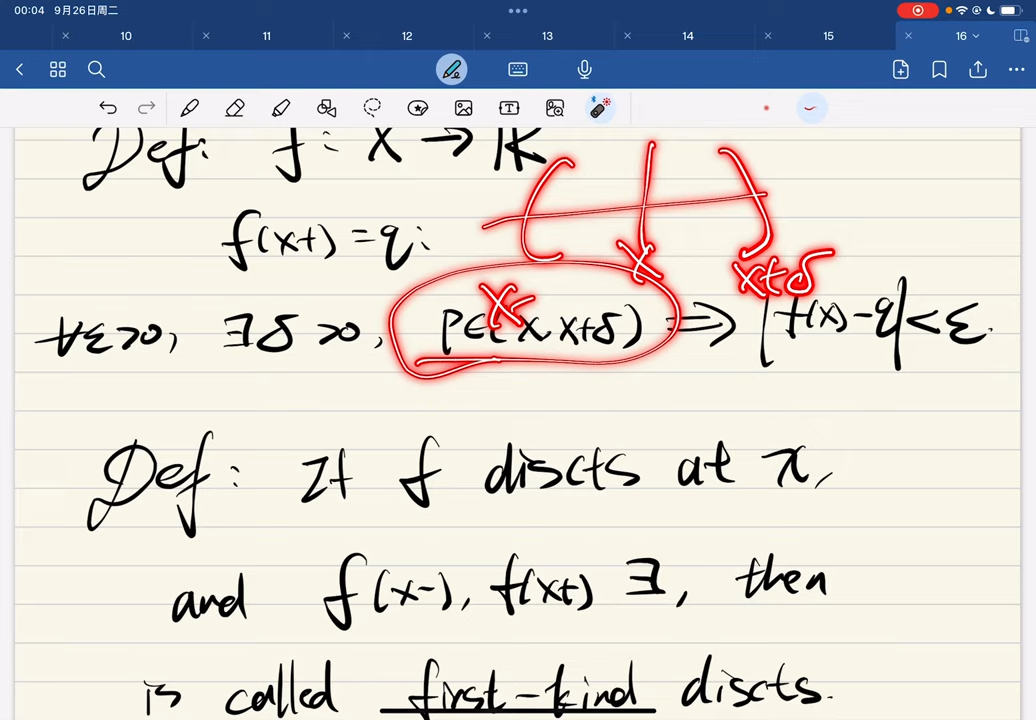 00:04 9月26日周二
10 11 12 13 14 15 16
Def: f: X → R
f(x+) = q:
∀ε>0, ∃δ>0, p∈(x, x+δ) ⇒ |f(x)-q|<ε.
x- x x+δ
Def: If f discts at x,
and f(x-), f(x+) ∃, then
is called first-kind discts.